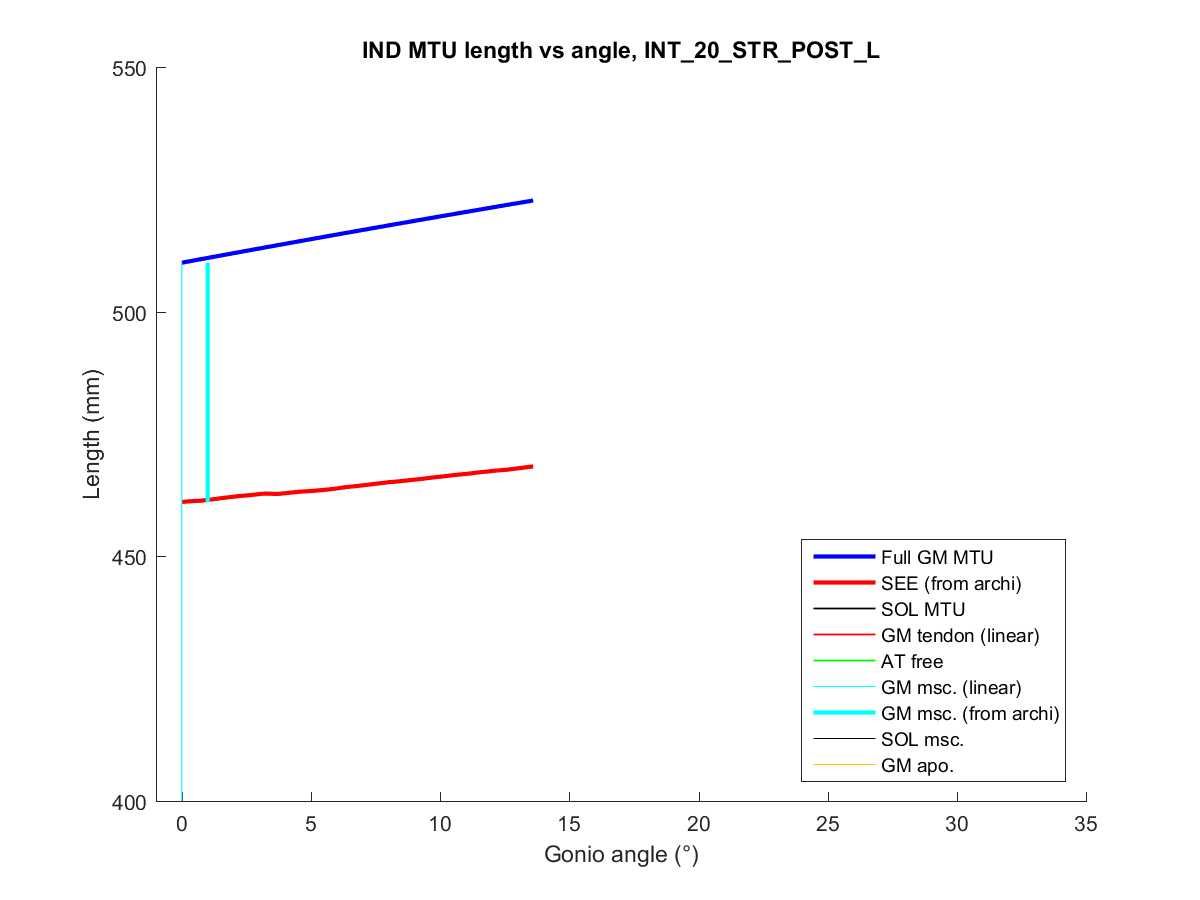 IND MTU length vs angle, INT_20_STR_POST_L
550
500
450
400
Length (mm)
0 5 10 15 20 25 30 35
Gonio angle (°)
Full GM MTU
SEE (from archi)
SOL MTU
GM tendon (linear)
AT free
GM msc. (linear)
GM msc. (from archi)
SOL msc.
GM apo.